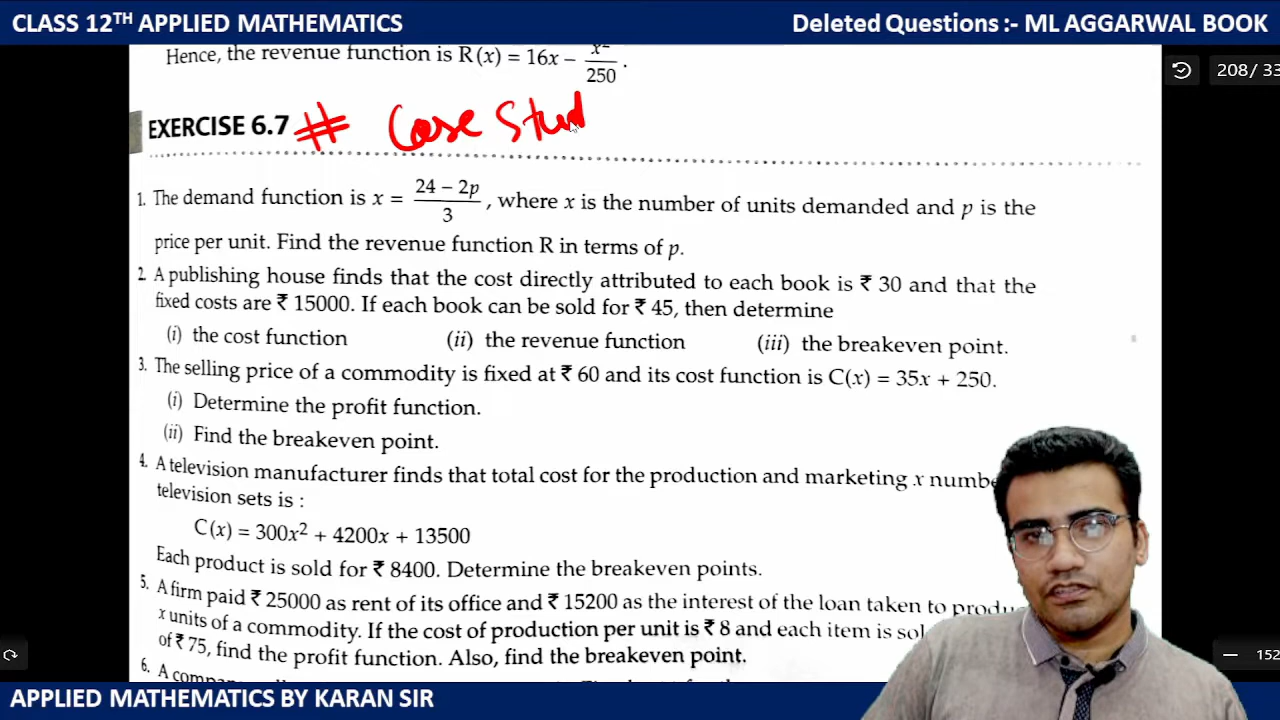 CLASS 12TH APPLIED MATHEMATICS
Deleted Questions :- ML AGGARWAL BOOK
Hence, the revenue function is R(x) = 16x − x²/250.
208 / 33
EXERCISE 6.7 # Case Stud
1. The demand function is x = (24 − 2p)/3, where x is the number of units demanded and p is the
price per unit. Find the revenue function R in terms of p.
2. A publishing house finds that the cost directly attributed to each book is ₹ 30 and that the
fixed costs are ₹ 15000. If each book can be sold for ₹ 45, then determine
(i) the cost function (ii) the revenue function (iii) the breakeven point.
3. The selling price of a commodity is fixed at ₹ 60 and its cost function is C(x) = 35x + 250.
(i) Determine the profit function.
(ii) Find the breakeven point.
4. A television manufacturer finds that total cost for the production and marketing x numbe
television sets is :
C(x) = 300x² + 4200x + 13500
Each product is sold for ₹ 8400. Determine the breakeven points.
5. A firm paid ₹ 25000 as rent of its office and ₹ 15200 as the interest of the loan taken to produ
x units of a commodity. If the cost of production per unit is ₹ 8 and each item is sol
of ₹ 75, find the profit function. Also, find the breakeven point.
152
6. A
APPLIED MATHEMATICS BY KARAN SIR